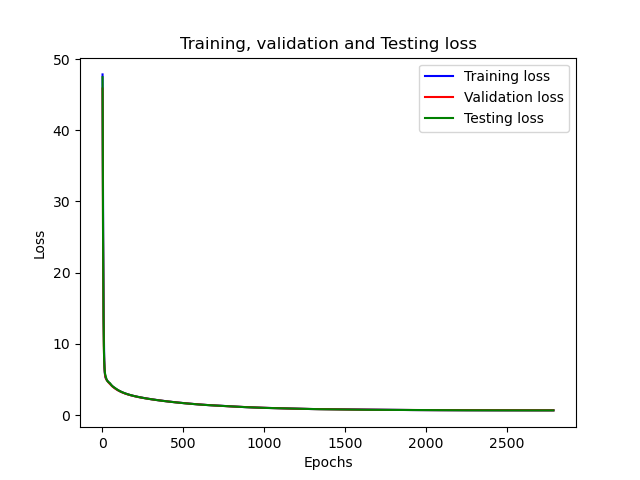 Training, validation and Testing loss
Training loss
Validation loss
Testing loss
50
40
30
20
10
0
Loss
0 500 1000 1500 2000 2500
Epochs